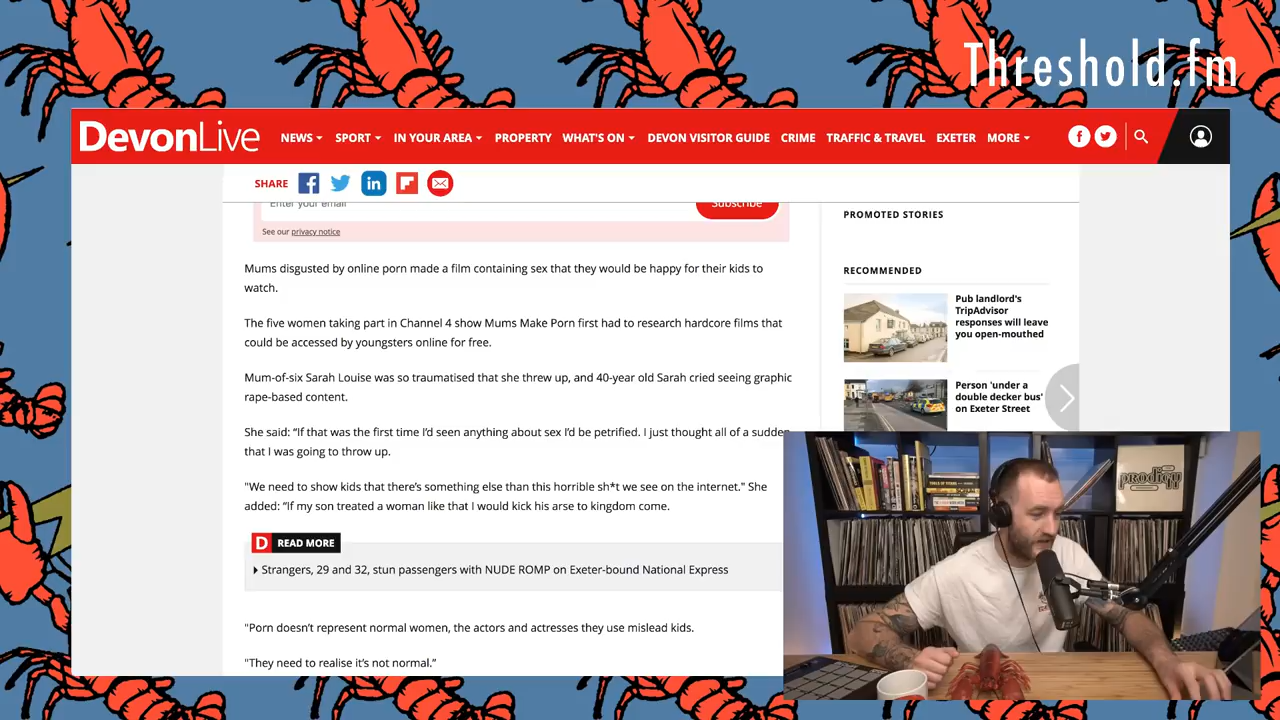 Threshold.fm
DevonLive NEWS SPORT IN YOUR AREA PROPERTY WHAT'S ON DEVON VISITOR GUIDE CRIME TRAFFIC & TRAVEL EXETER MORE
SHARE
Enter your email Subscribe
See our privacy notice
Mums disgusted by online porn made a film containing sex that they would be happy for their kids to
watch.
The five women taking part in Channel 4 show Mums Make Porn first had to research hardcore films that
could be accessed by youngsters online for free.
Mum-of-six Sarah Louise was so traumatised that she threw up, and 40-year old Sarah cried seeing graphic
rape-based content.
She said: “If that was the first time I’d seen anything about sex I’d be petrified. I just thought all of a sudden
that I was going to throw up.
"We need to show kids that there’s something else than this horrible sh*t we see on the internet." She
added: “If my son treated a woman like that I would kick his arse to kingdom come.
D READ MORE
Strangers, 29 and 32, stun passengers with NUDE ROMP on Exeter-bound National Express
"Porn doesn’t represent normal women, the actors and actresses they use mislead kids.
"They need to realise it’s not normal.”
PROMOTED STORIES
RECOMMENDED
Pub landlord's
TripAdvisor
responses will leave
you open-mouthed
Person 'under a
double decker bus'
on Exeter Street
prodigy